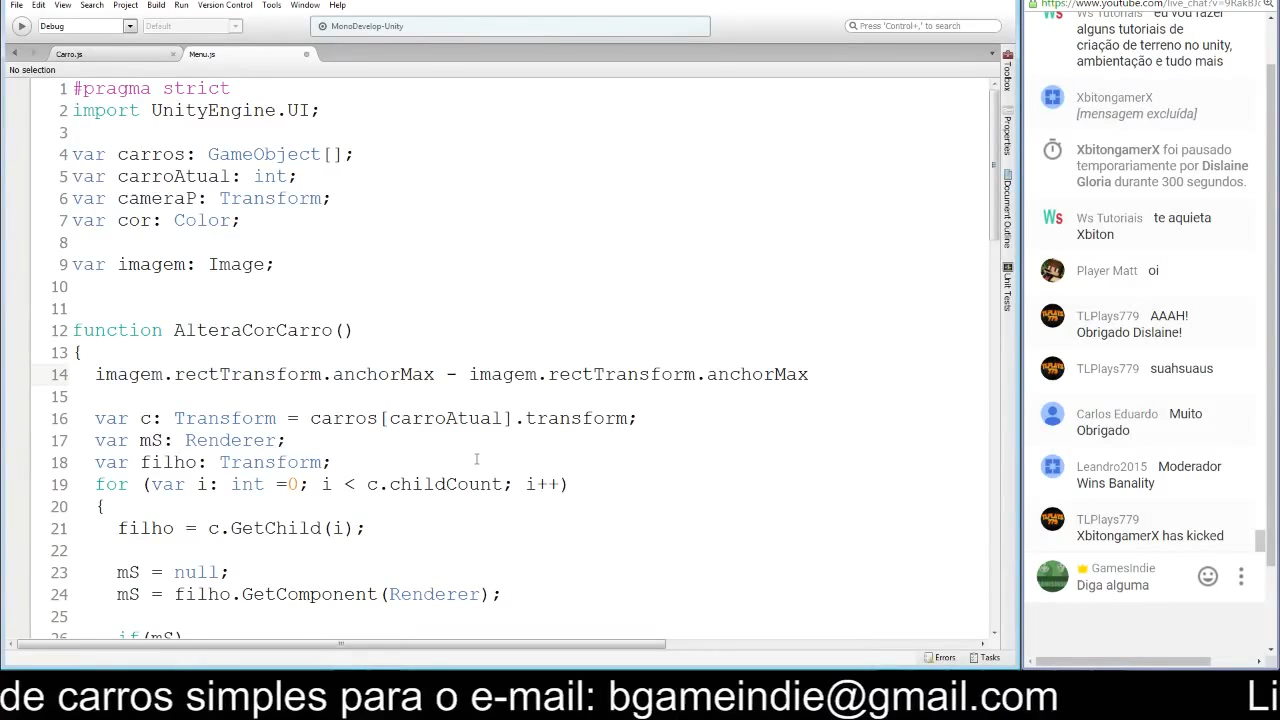 File Edit View Search Project Build Run Version Control Tools Window Help
Debug
Default
MonoDevelop-Unity
Press 'Control+,' to search
Carro.js
Menu.js
No selection
1 #pragma strict
2 import UnityEngine.UI;
3
4 var carros: GameObject[];
5 var carroAtual: int;
6 var cameraP: Transform;
7 var cor: Color;
8
9 var imagem: Image;
10
11
12 function AlteraCorCarro()
13 {
14 imagem.rectTransform.anchorMax - imagem.rectTransform.anchorMax
15
16 var c: Transform = carros[carroAtual].transform;
17 var mS: Renderer;
18 var filho: Transform;
19 for (var i: int =0; i < c.childCount; i++)
20 {
21 filho = c.GetChild(i);
22
23 mS = null;
24 mS = filho.GetComponent(Renderer);
25
26 if(mS)
Toolbox
Properties
Document Outline
Unit Tests
Errors
Tasks
Ws Tutoriais eu vou fazer
alguns tutoriais de
criação de terreno no unity,
ambientação e tudo mais
XbitongamerX
[mensagem excluída]
XbitongamerX foi pausado
temporariamente por Dislaine
Gloria durante 300 segundos.
Ws Tutoriais te aquieta
Xbiton
Player Matt oi
TLPlays779 AAAH!
Obrigado Dislaine!
TLPlays779 suahsuaus
Carlos Eduardo Muito
Obrigado
Leandro2015 Moderador
Wins Banality
TLPlays779
XbitongamerX has kicked
GamesIndie
Diga alguma
de carros simples para o e-mail: bgameindie@gmail.com
Li